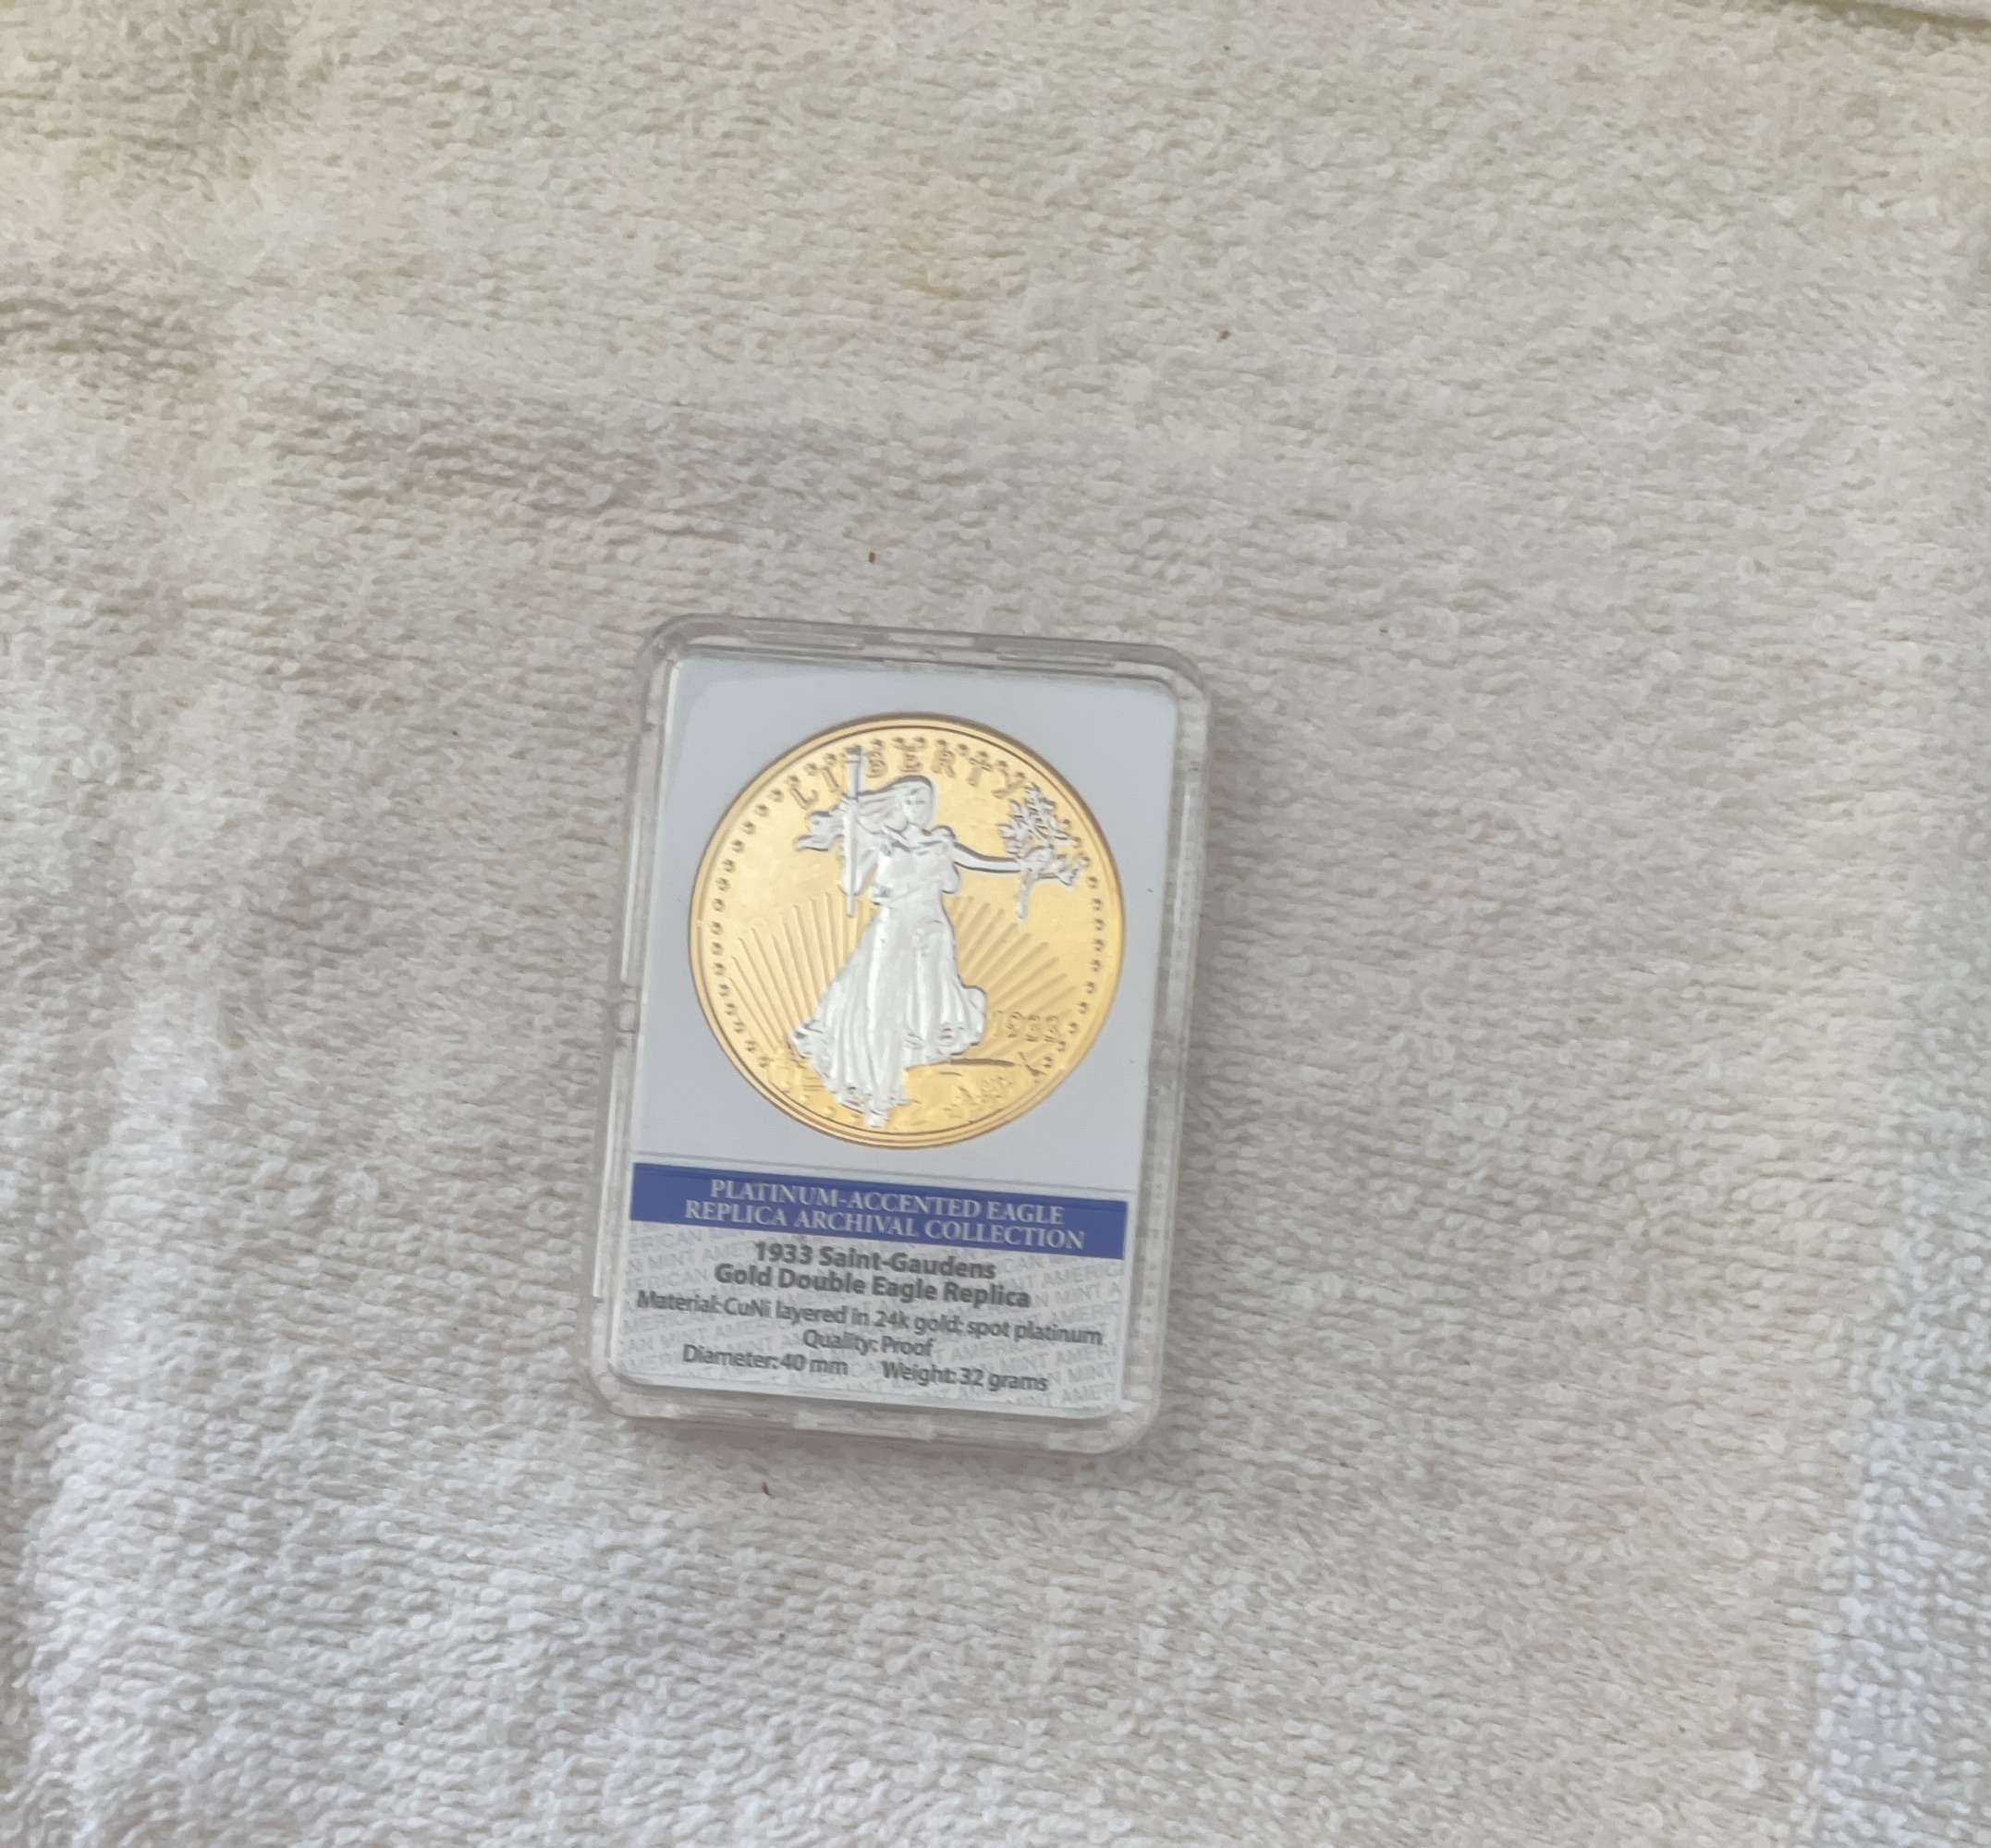 LIBERTY
1933
PLATINUM-ACCENTED EAGLE
REPLICA ARCHIVAL COLLECTION
1933 Saint-Gaudens
Gold Double Eagle Replica
Material: CuNi layered in 24k gold; spot platinum
Quality: Proof
Diameter: 40 mm Weight: 32 grams